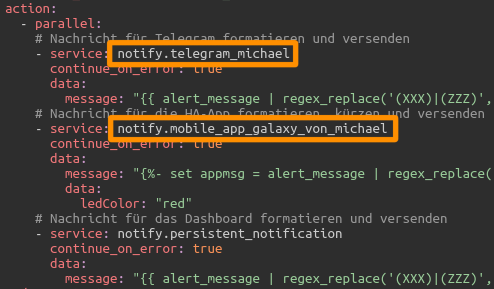 action:
  - parallel:
    # Nachricht für Telegram formatieren und versenden
    - service: notify.telegram_michael
      continue_on_error: true
      data:
        message: "{{ alert_message | regex_replace('(XXX)|(ZZZ)',
    # Nachricht für die HA-App formatieren, kürzen und versenden
    - service: notify.mobile_app_galaxy_von_michael
      continue_on_error: true
      data:
        message: "{%- set appmsg = alert_message | regex_replace(
        data:
          ledColor: "red"
    # Nachricht für das Dashboard formatieren und versenden
    - service: notify.persistent_notification
      continue_on_error: true
      data:
        message: "{{ alert_message | regex_replace('(XXX)|(ZZZ)',